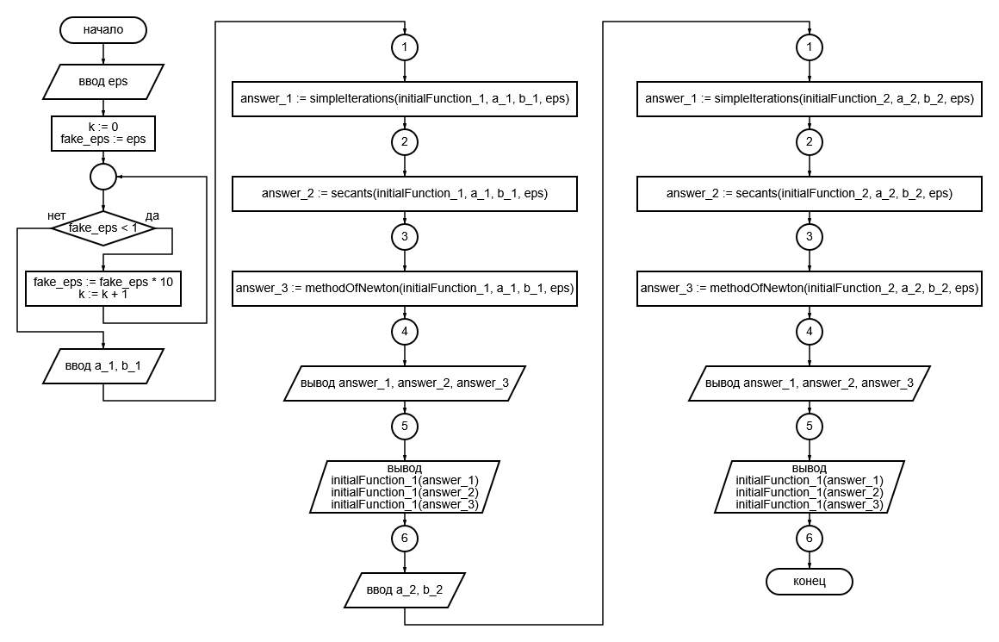 начало
ввод eps
k := 0
fake_eps := eps
нет
да
fake_eps < 1
fake_eps := fake_eps * 10
k := k + 1
ввод a_1, b_1
1
answer_1 := simpleIterations(initialFunction_1, a_1, b_1, eps)
2
answer_2 := secants(initialFunction_1, a_1, b_1, eps)
3
answer_3 := methodOfNewton(initialFunction_1, a_1, b_1, eps)
4
вывод answer_1, answer_2, answer_3
5
вывод
initialFunction_1(answer_1)
initialFunction_1(answer_2)
initialFunction_1(answer_3)
6
ввод a_2, b_2
1
answer_1 := simpleIterations(initialFunction_2, a_2, b_2, eps)
2
answer_2 := secants(initialFunction_2, a_2, b_2, eps)
3
answer_3 := methodOfNewton(initialFunction_2, a_2, b_2, eps)
4
вывод answer_1, answer_2, answer_3
5
вывод
initialFunction_1(answer_1)
initialFunction_1(answer_2)
initialFunction_1(answer_3)
6
конец